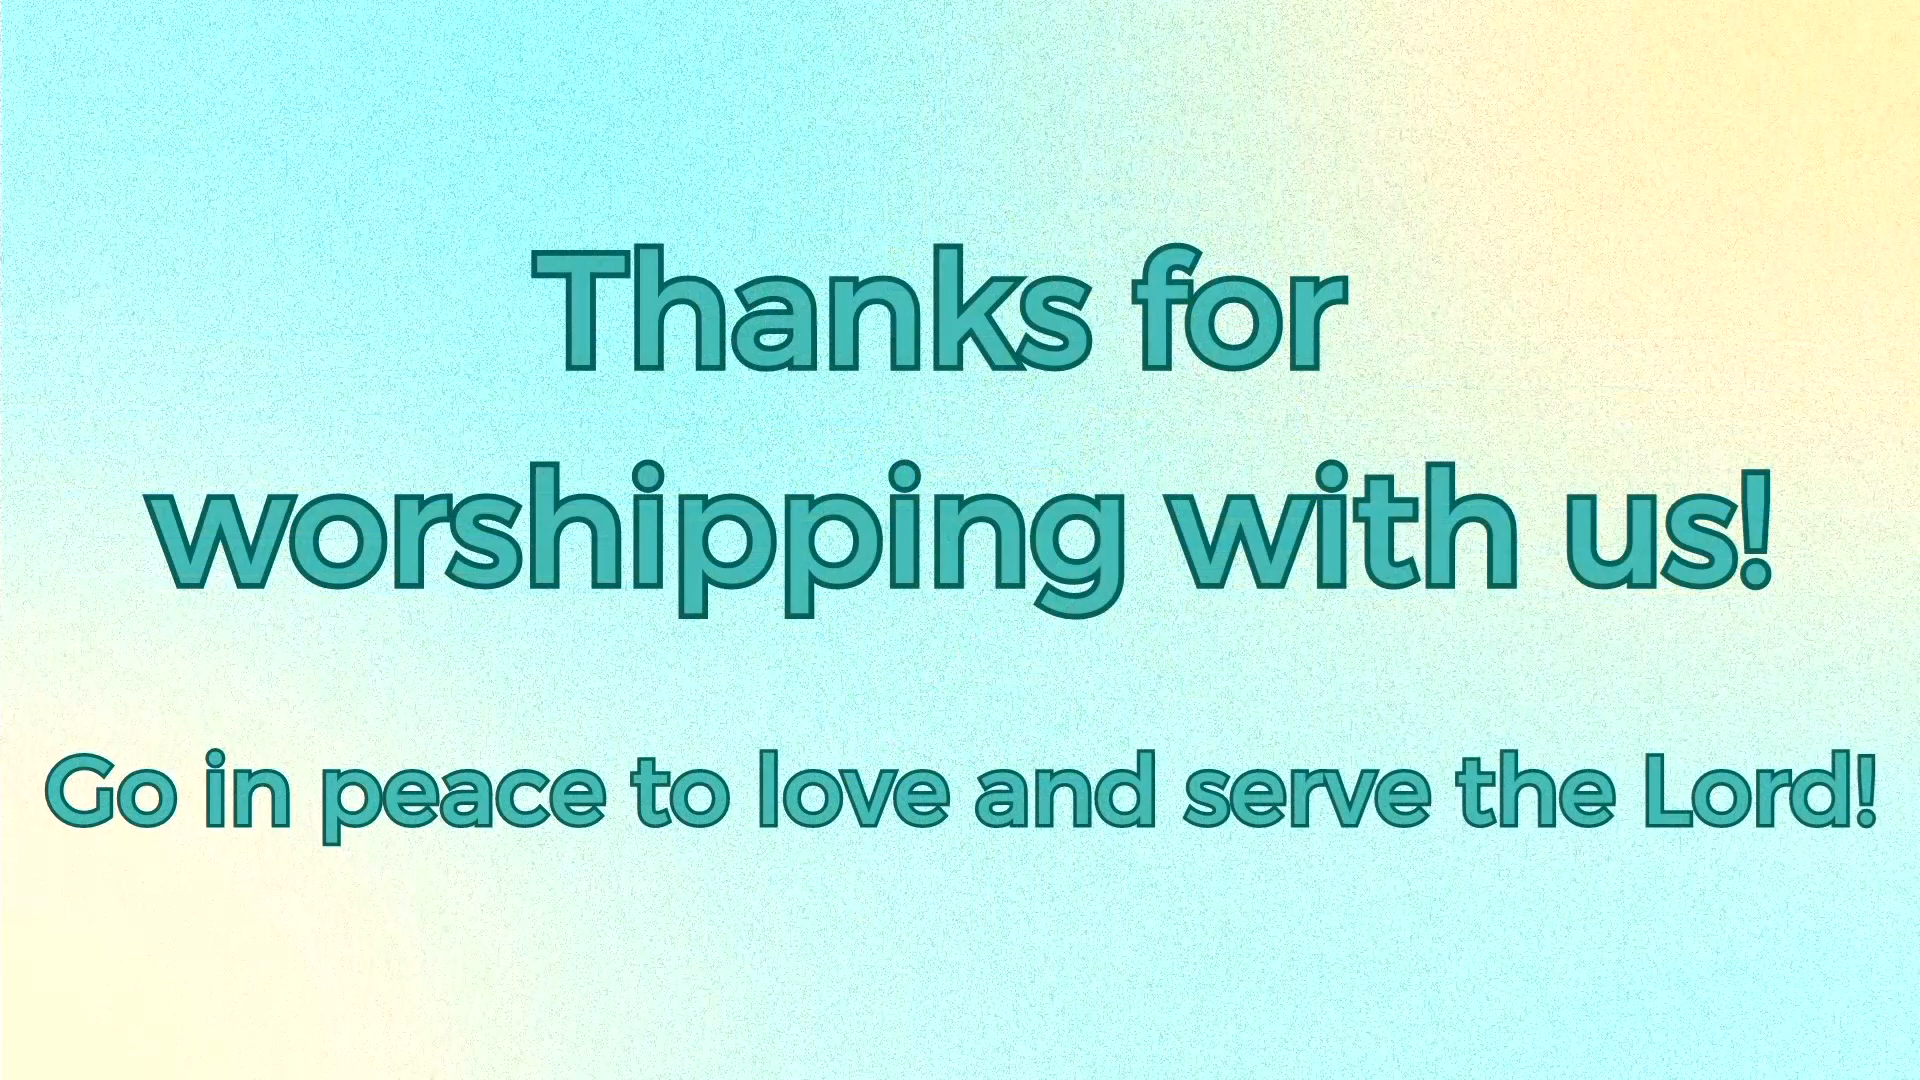 Thanks for
worshipping with us!
Go in peace to love and serve the Lord!